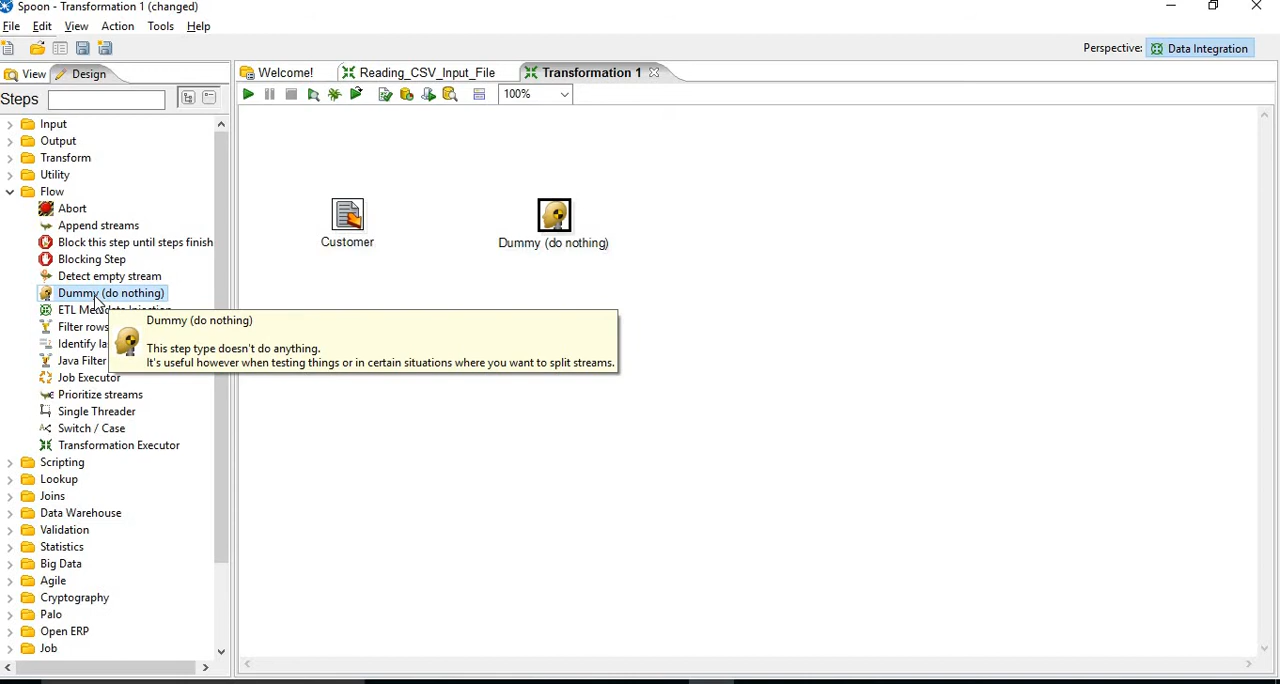 Spoon - Transformation 1 (changed)
File Edit View Action Tools Help
Perspective: Data Integration
View Design
Welcome! Reading_CSV_Input_File Transformation 1
Steps
100%
Input
Output
Transform
Utility
Flow
Abort
Append streams
Block this step until steps finish
Blocking Step
Detect empty stream
Dummy (do nothing)
ETL Metadata Injection
Filter rows
Identify la
Java Filter
Job Executor
Prioritize streams
Single Threader
Switch / Case
Transformation Executor
Scripting
Lookup
Joins
Data Warehouse
Validation
Statistics
Big Data
Agile
Cryptography
Palo
Open ERP
Job
Customer
Dummy (do nothing)
Dummy (do nothing)
This step type doesn't do anything.
It's useful however when testing things or in certain situations where you want to split streams.